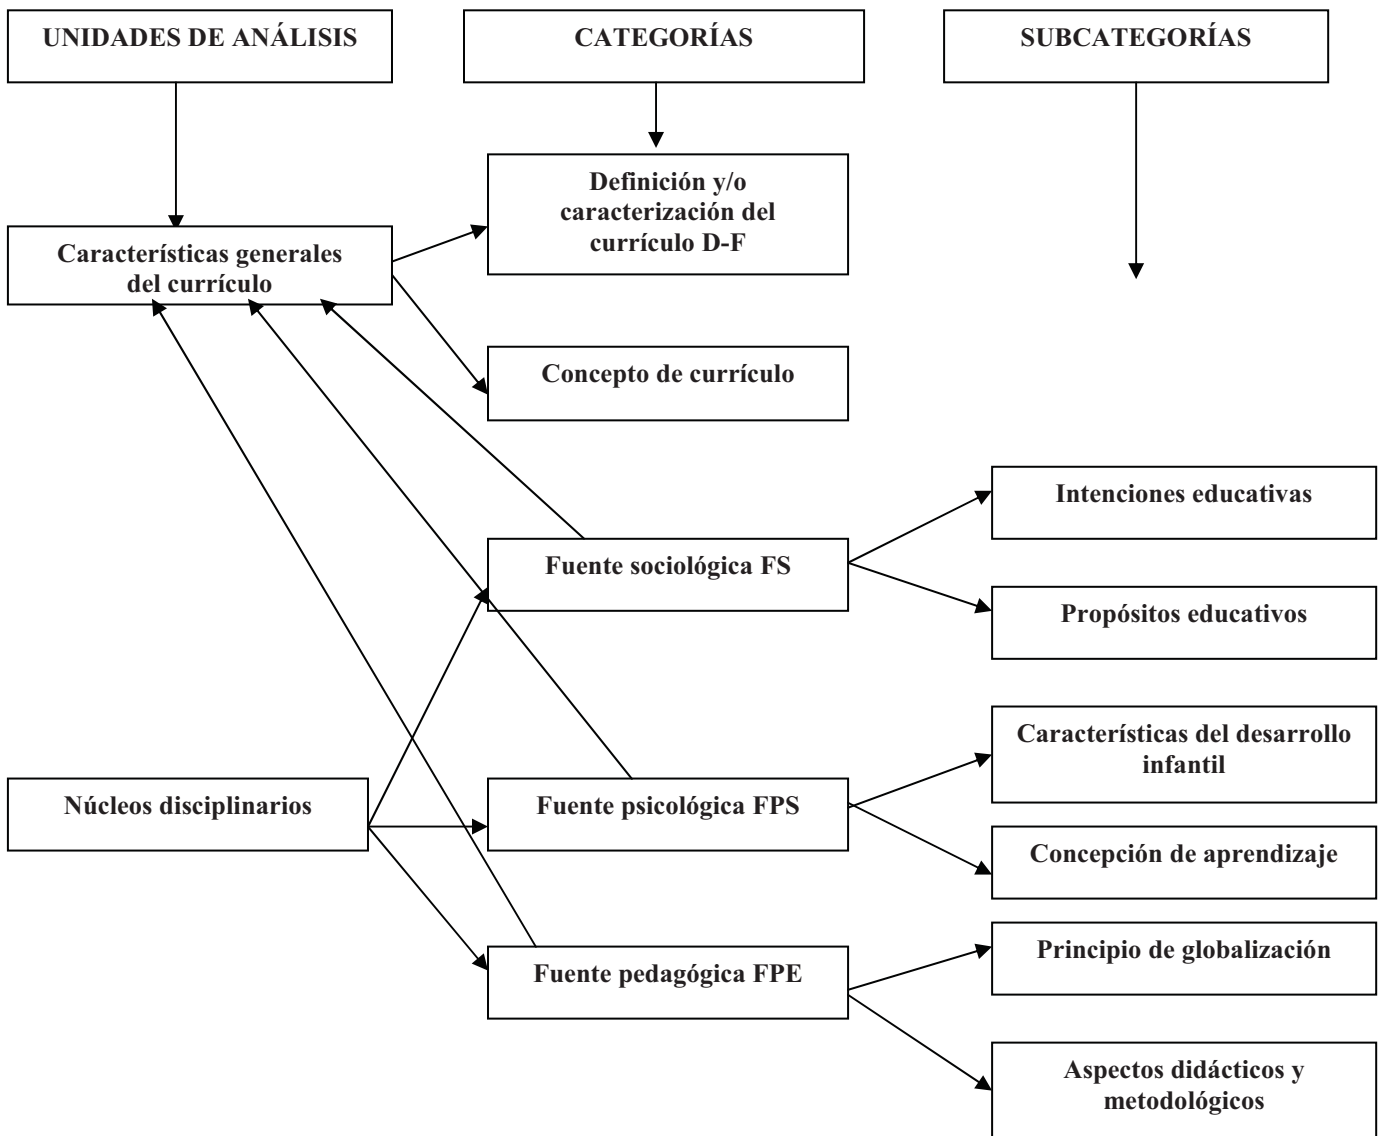 UNIDADES DE ANÁLISIS
CATEGORÍAS
SUBCATEGORÍAS
Definición y/o
caracterización del
currículo D-F
Características generales
del currículo
Concepto de currículo
Intenciones educativas
Fuente sociológica FS
Propósitos educativos
Características del desarrollo
infantil
Núcleos disciplinarios
Fuente psicológica FPS
Concepción de aprendizaje
Principio de globalización
Fuente pedagógica FPE
Aspectos didácticos y
metodológicos